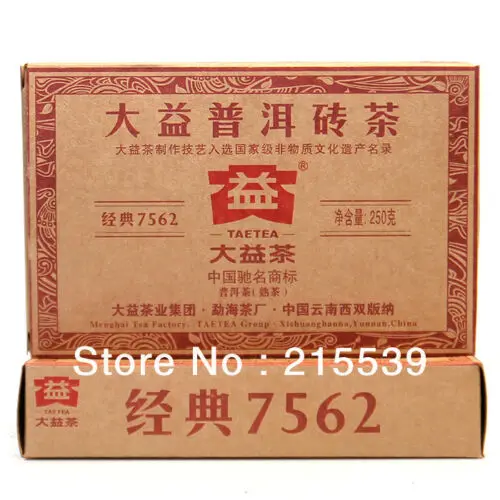 大益普洱砖茶
大益茶制作技艺入选国家级非物质文化遗产名录
益
®
经典7562
TAETEA
净含量:250克
大益茶
中国驰名商标
普洱茶(熟茶)
大益茶业集团·勐海茶厂·中国云南西双版纳
Menghai Tea Factory, TAETEA Group·Xishuangbanna,Yunnan,China
Store No : 215539
益
TAETEA
大益茶
经典7562